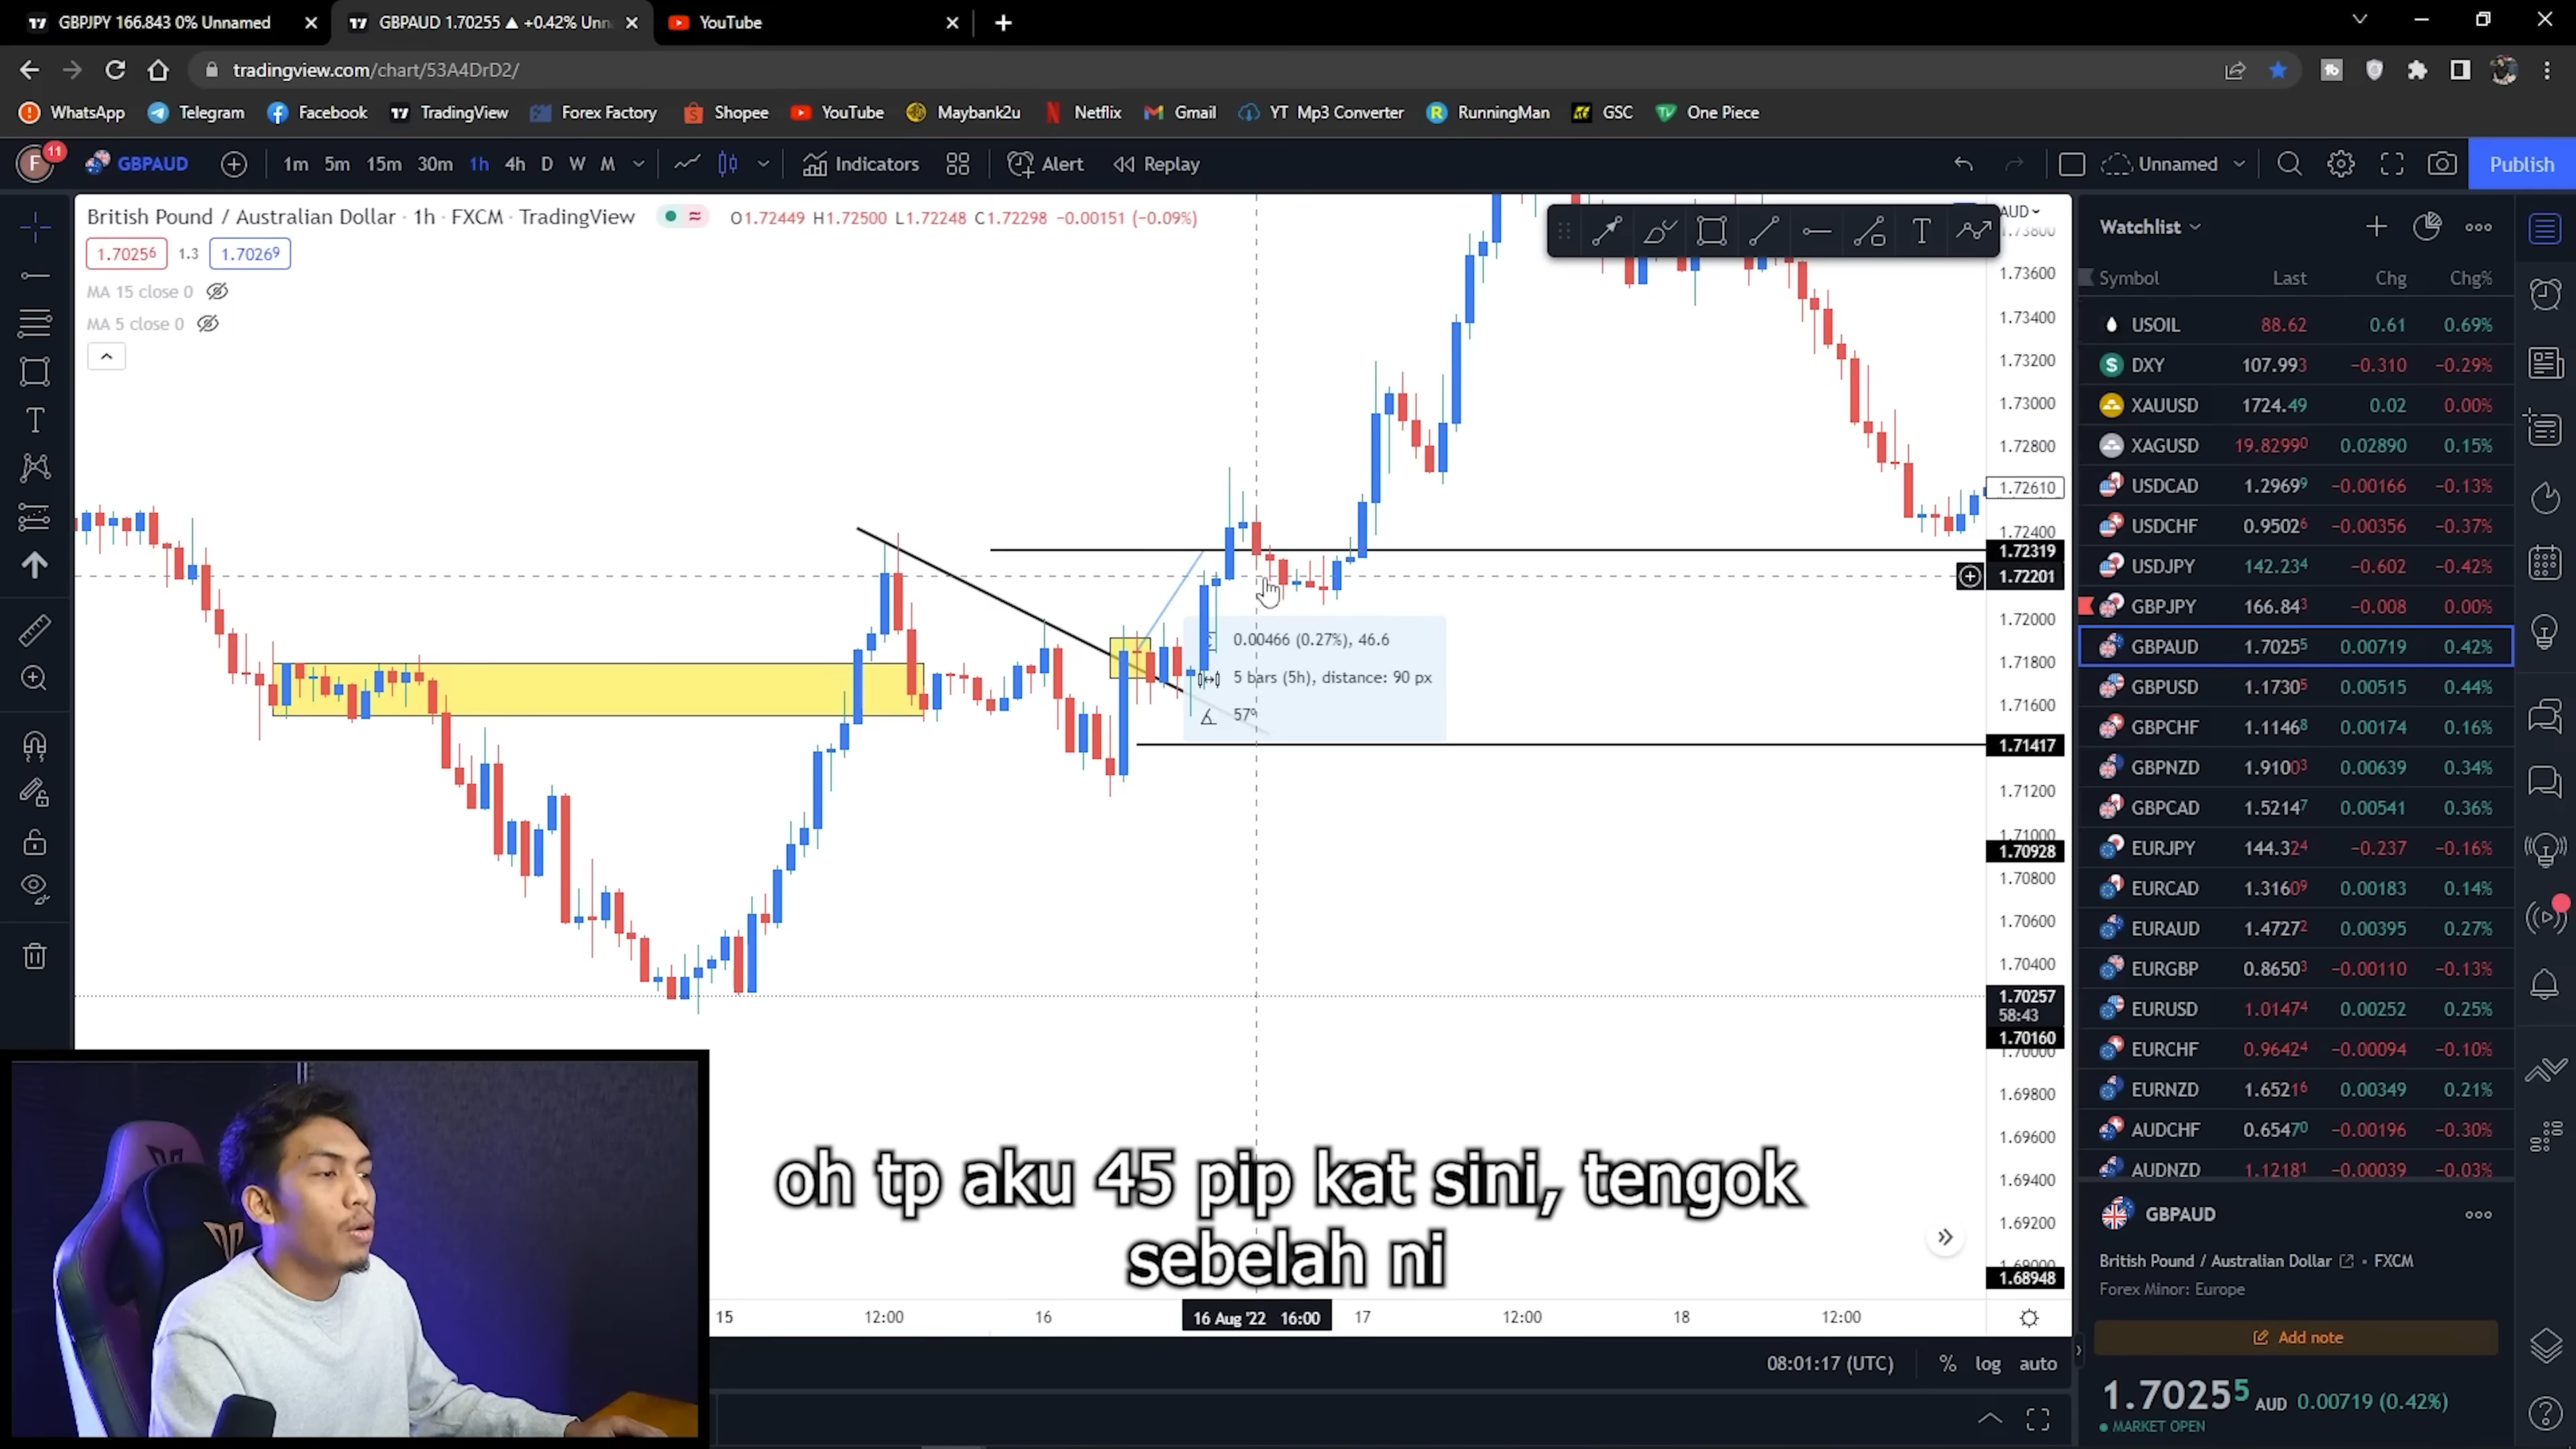 GBPJPY 166.843 0% Unnamed
GBPAUD 1.70255 ▲ +0.42% Unn
YouTube
tradingview.com/chart/53A4DrD2/
WhatsApp Telegram Facebook TradingView Forex Factory Shopee YouTube Maybank2u Netflix Gmail YT Mp3 Converter RunningMan GSC One Piece
F 11 GBPAUD 1m 5m 15m 30m 1h 4h D W M Indicators Alert Replay Unnamed Publish
British Pound / Australian Dollar · 1h · FXCM · TradingView O1.72449 H1.72500 L1.72248 C1.72298 −0.00151 (−0.09%)
1.70256 1.3 1.70269
MA 15 close 0
MA 5 close 0
AUD
1.73800
1.73600
1.73400
1.73200
1.73000
1.72800
1.72610
1.72400
1.72319
1.72201
1.72000
1.71800
1.71600
1.71417
1.71200
1.71000
1.70928
1.70800
1.70600
1.70400
1.70257
58:43
1.70160
1.70000
1.69800
1.69600
1.69400
1.69200
1.69000
1.68948
0.00466 (0.27%), 46.6
5 bars (5h), distance: 90 px
57º
oh tp aku 45 pip kat sini, tengok
sebelah ni
15 12:00 16 16 Aug '22 16:00 17 12:00 18 12:00
08:01:17 (UTC) % log auto
Watchlist
Symbol Last Chg Chg%
USOIL 88.62 0.61 0.69%
DXY 107.993 −0.310 −0.29%
XAUUSD 1724.49 0.02 0.00%
XAGUSD 19.82990 0.02890 0.15%
USDCAD 1.29699 −0.00166 −0.13%
USDCHF 0.95026 −0.00356 −0.37%
USDJPY 142.234 −0.602 −0.42%
GBPJPY 166.843 −0.008 0.00%
GBPAUD 1.70255 0.00719 0.42%
GBPUSD 1.17305 0.00515 0.44%
GBPCHF 1.11468 0.00174 0.16%
GBPNZD 1.91003 0.00639 0.34%
GBPCAD 1.52147 0.00541 0.36%
EURJPY 144.324 −0.237 −0.16%
EURCAD 1.31609 0.00183 0.14%
EURAUD 1.47272 0.00395 0.27%
EURGBP 0.86503 −0.00110 −0.13%
EURUSD 1.01474 0.00252 0.25%
EURCHF 0.96424 −0.00094 −0.10%
EURNZD 1.65216 0.00349 0.21%
AUDCHF 0.65470 −0.00196 −0.30%
AUDNZD 1.12181 −0.00039 −0.03%
GBPAUD
British Pound / Australian Dollar • FXCM
Forex Minor: Europe
Add note
1.70255 AUD 0.00719 (0.42%)
MARKET OPEN